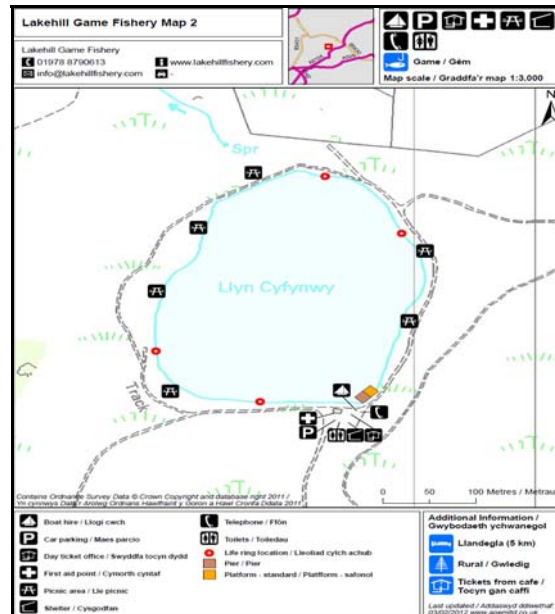 Lakehill Game Fishery Map 2
Lakehill Game Fishery
01978 8790613
www.lakehillfishery.com
info@lakehillfishery.com
-
Game / Gêm
Map scale / Graddfa'r map 1:3,000
N
Spr
Llyn Cyfynwy
Track
Contains Ordnance Survey Data © Crown Copyright and database right 2011 /
0 50 100 Metres / Metrau
Boat hire / Llogi cwch
Car parking / Maes parcio
Day ticket office / Swyddfa tocyn dydd
First aid point / Cymorth cyntaf
Picnic area / Lle picnic
Shelter / Cysgodfan
Telephone / Ffôn
Toilets / Toiledau
Life ring location / Lleoliad cylch achub
Pier / Pier
Platform - standard / Platfform - safonol
Additional Information /
Gwybodaeth ychwanegol
Llandegla (5 km)
Rural / Gwledig
Tickets from cafe /
Tocyn gan caffi
Last updated / Addaswyd ddiwethaf